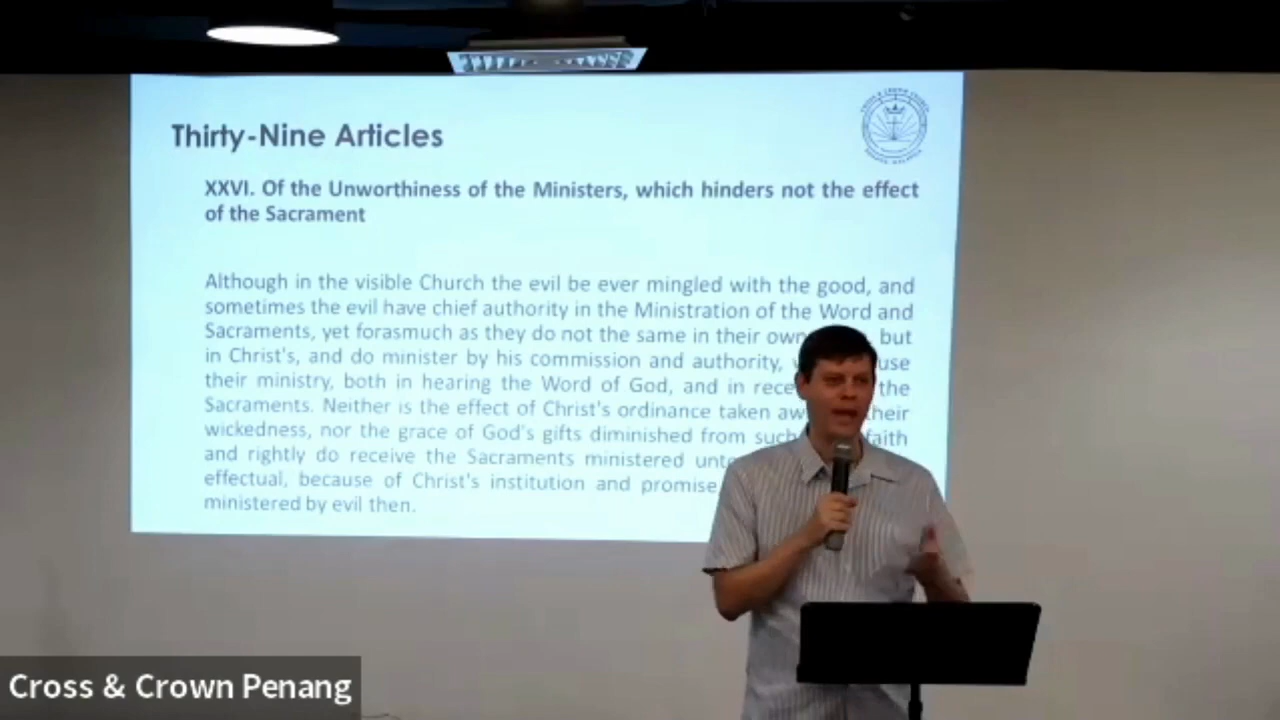 Thirty-Nine Articles
XXVI. Of the Unworthiness of the Ministers, which hinders not the effect
of the Sacrament
Although in the visible Church the evil be ever mingled with the good, and
sometimes the evil have chief authority in the Ministration of the Word and
Sacraments, yet forasmuch as they do not the same in their own but
in Christ's, and do minister by his commission and authority, use
their ministry, both in hearing the Word of God, and in the
Sacraments. Neither is the effect of Christ's ordinance taken their
wickedness, nor the grace of God's gifts diminished from such faith
and rightly do receive the Sacraments ministered
effectual, because of Christ's institution and promise
ministered by evil then.
Cross & Crown Penang